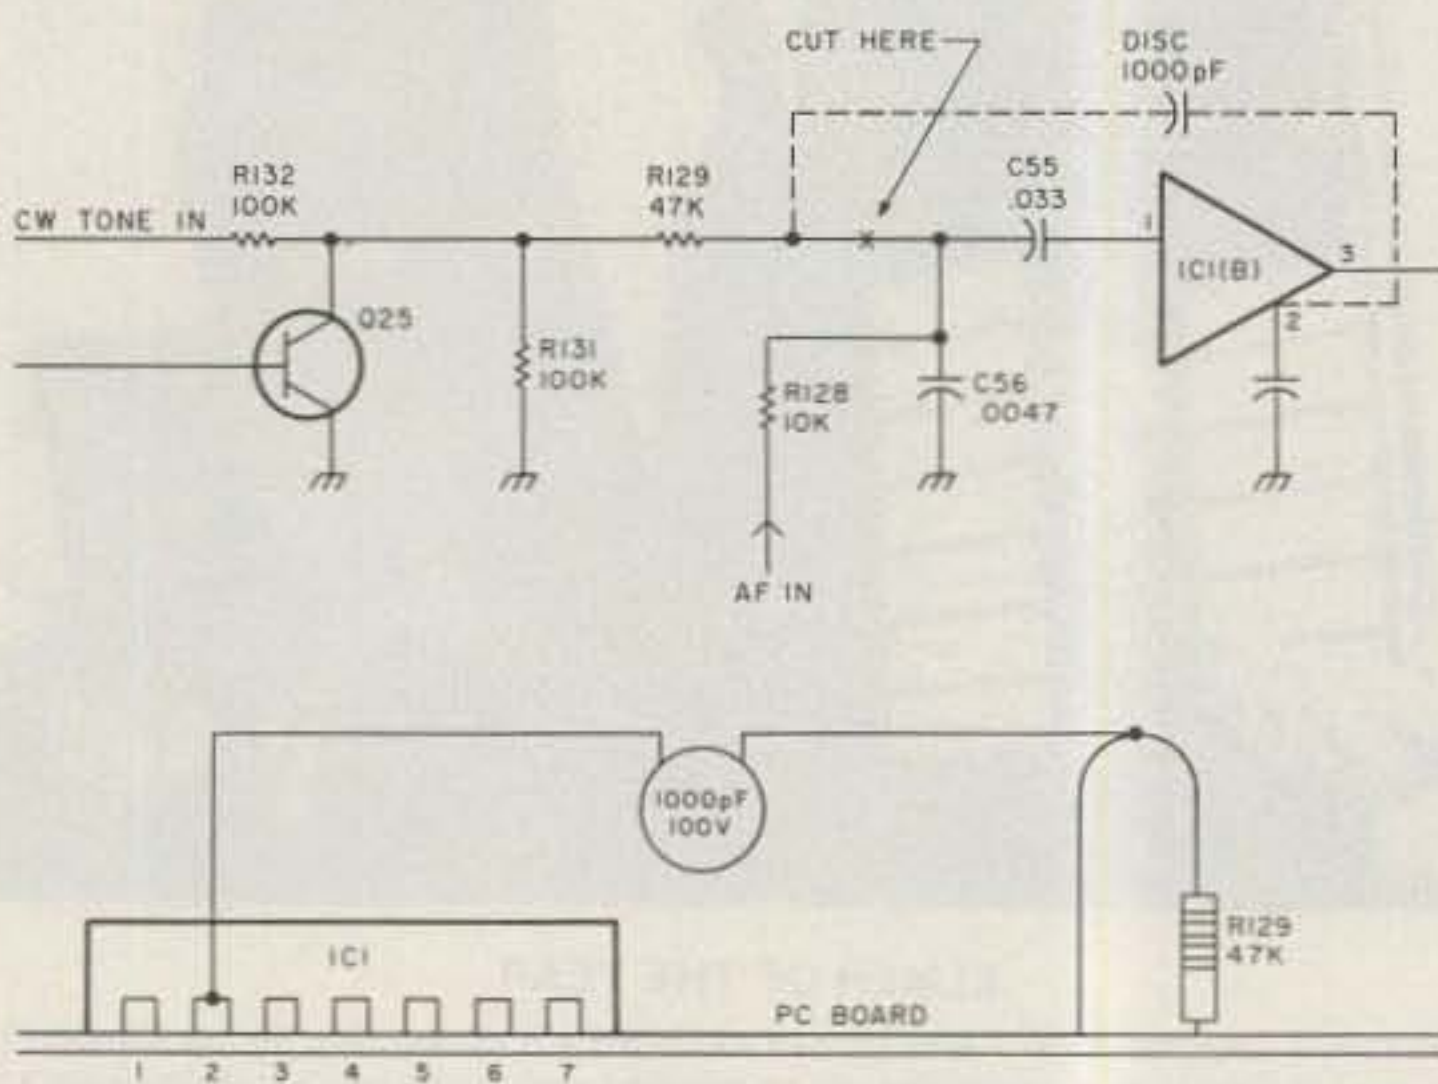 CUT HERE
DISC
1000pF
R132
100K
R129
47K
C55
.033
CW TONE IN
1
IC1(B)
3
2
Q25
R131
100K
R128
10K
C56
.0047
AF IN
1000pF
100V
R129
47K
IC1
PC BOARD
1 2 3 4 5 6 7